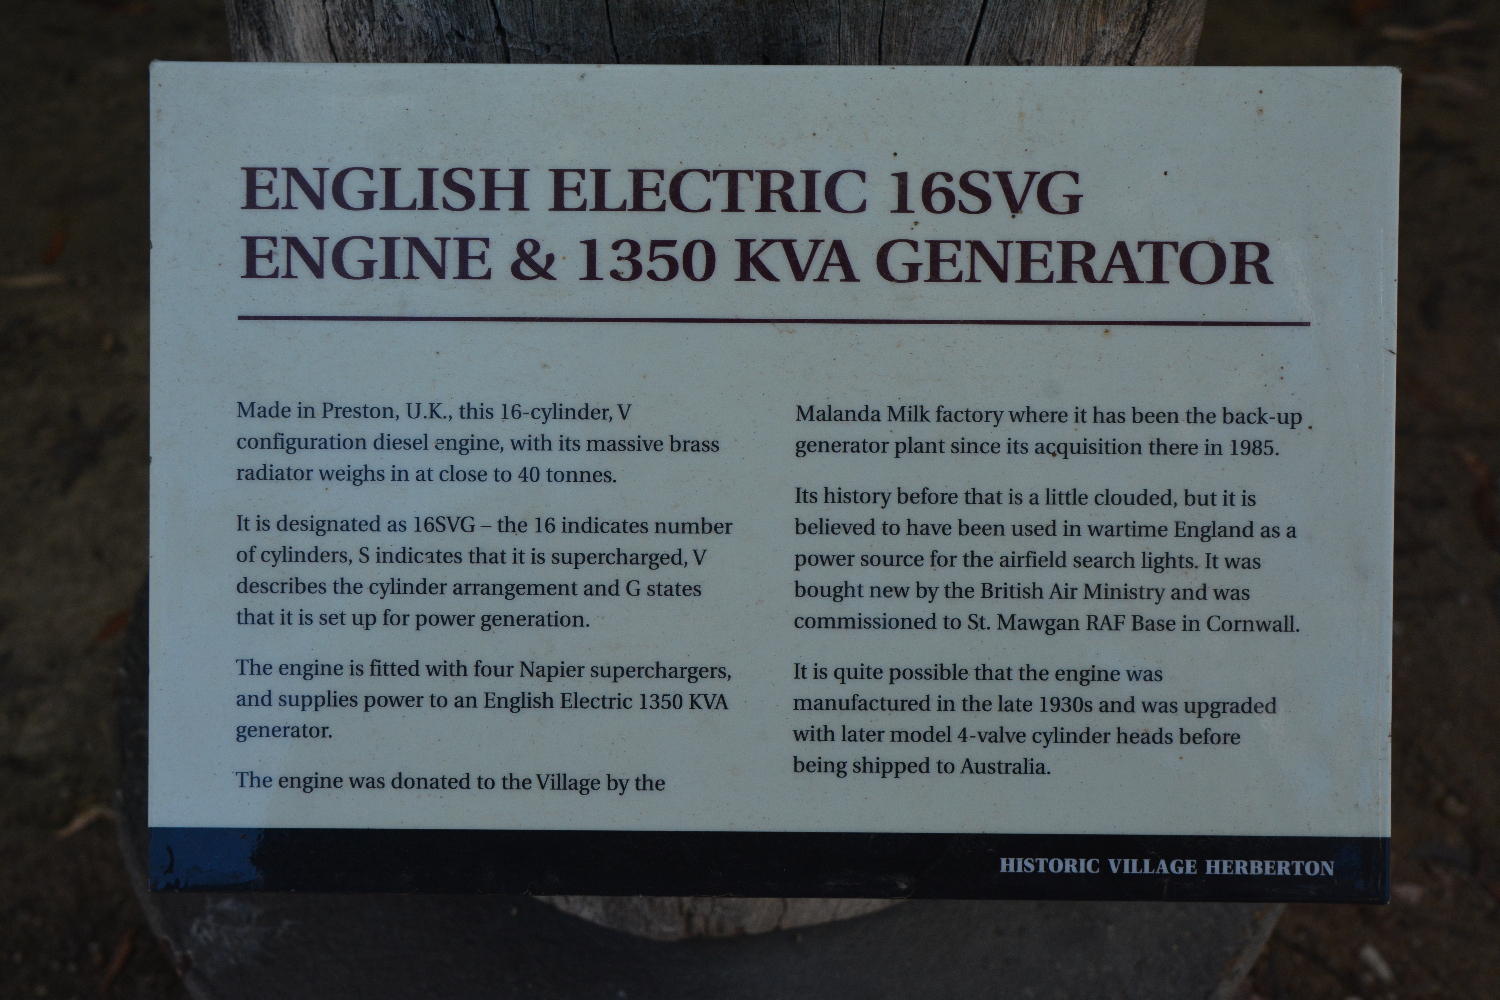 ENGLISH ELECTRIC 16SVG
ENGINE & 1350 KVA GENERATOR
Made in Preston, U.K., this 16-cylinder, V
configuration diesel engine, with its massive brass
radiator weighs in at close to 40 tonnes.
It is designated as 16SVG – the 16 indicates number
of cylinders, S indicates that it is supercharged, V
describes the cylinder arrangement and G states
that it is set up for power generation.
The engine is fitted with four Napier superchargers,
and supplies power to an English Electric 1350 KVA
generator.
The engine was donated to the Village by the
Malanda Milk factory where it has been the back-up
generator plant since its acquisition there in 1985.
Its history before that is a little clouded, but it is
believed to have been used in wartime England as a
power source for the airfield search lights. It was
bought new by the British Air Ministry and was
commissioned to St. Mawgan RAF Base in Cornwall.
It is quite possible that the engine was
manufactured in the late 1930s and was upgraded
with later model 4-valve cylinder heads before
being shipped to Australia.
HISTORIC VILLAGE HERBERTON